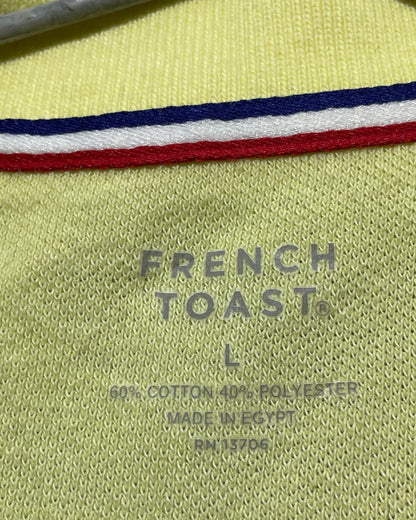 FRENCH
TOAST®
L
60% COTTON 40% POLYESTER
MADE IN EGYPT
RN 13706